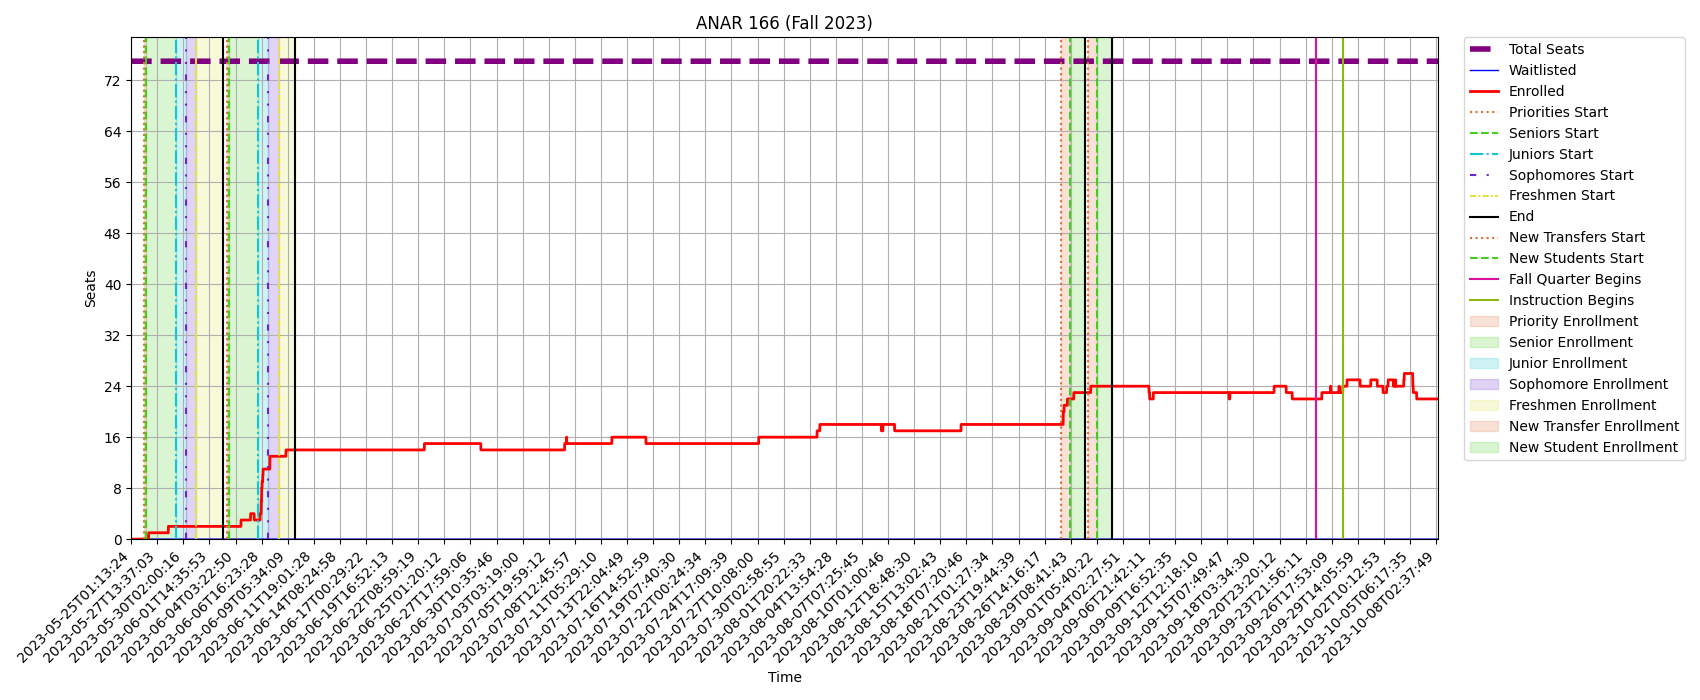 ANAR 166 (Fall 2023)
Seats
72
64
56
48
40
32
24
16
8
0
2023-05-25T01:13:24
2023-05-27T13:37:03
2023-05-30T02:00:16
2023-06-01T14:35:53
2023-06-04T03:22:50
2023-06-06T16:23:28
2023-06-09T05:34:09
2023-06-11T19:01:28
2023-06-14T08:24:58
2023-06-17T00:29:22
2023-06-19T16:52:13
2023-06-22T08:59:19
2023-06-25T01:20:12
2023-06-27T17:59:06
2023-06-30T10:35:46
2023-07-03T03:19:00
2023-07-05T19:59:12
2023-07-08T12:45:57
2023-07-11T05:29:10
2023-07-13T22:04:49
2023-07-16T14:52:59
2023-07-19T07:40:30
2023-07-22T00:24:34
2023-07-24T17:09:39
2023-07-27T10:08:00
2023-07-30T02:58:55
2023-08-01T20:22:33
2023-08-04T13:54:28
2023-08-07T07:25:45
2023-08-10T01:00:46
2023-08-12T18:48:30
2023-08-15T13:02:43
2023-08-18T07:20:46
2023-08-21T01:27:34
2023-08-23T19:44:39
2023-08-26T14:16:17
2023-08-29T08:41:43
2023-09-01T05:40:22
2023-09-04T02:27:51
2023-09-06T21:42:11
2023-09-09T16:52:35
2023-09-12T12:18:10
2023-09-15T07:49:47
2023-09-18T03:34:30
2023-09-20T23:20:12
2023-09-23T21:56:11
2023-09-26T17:53:09
2023-09-29T14:05:59
2023-10-02T10:12:53
2023-10-05T06:17:35
2023-10-08T02:37:49
Time
Total Seats
Waitlisted
Enrolled
Priorities Start
Seniors Start
Juniors Start
Sophomores Start
Freshmen Start
End
New Transfers Start
New Students Start
Fall Quarter Begins
Instruction Begins
Priority Enrollment
Senior Enrollment
Junior Enrollment
Sophomore Enrollment
Freshmen Enrollment
New Transfer Enrollment
New Student Enrollment